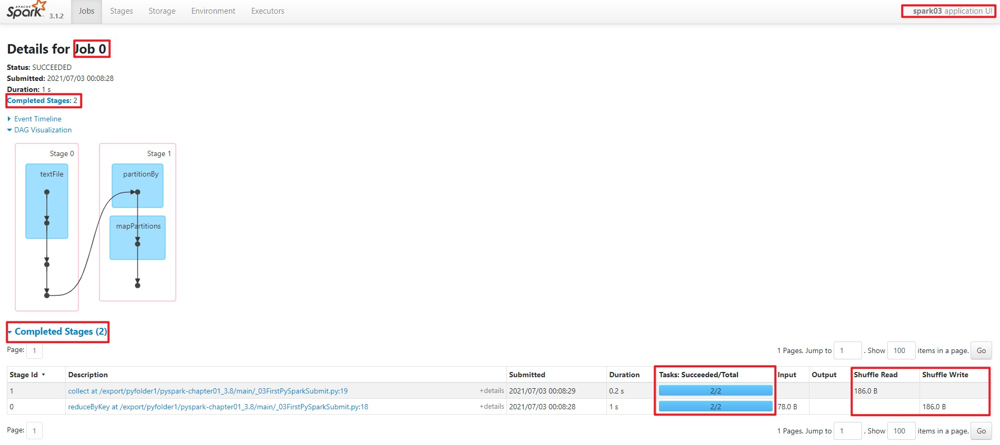 APACHE Spark 3.1.2 Jobs Stages Storage Environment Executors spark03 application UI
Details for Job 0
Status: SUCCEEDED
Submitted: 2021/07/03 00:08:28
Duration: 1 s
Completed Stages: 2
Event Timeline
DAG Visualization
Stage 0 Stage 1
textFile partitionBy
mapPartitions
Completed Stages (2)
Page: 1 1 Pages. Jump to 1 . Show 100 items in a page. Go
Stage Id Description Submitted Duration Tasks: Succeeded/Total Input Output Shuffle Read Shuffle Write
1 collect at /export/pyfolder1/pyspark-chapter01_3.8/main/_03FirstPySparkSubmit.py:19 +details 2021/07/03 00:08:29 0.2 s 2/2 186.0 B
0 reduceByKey at /export/pyfolder1/pyspark-chapter01_3.8/main/_03FirstPySparkSubmit.py:18 +details 2021/07/03 00:08:28 1 s 2/2 78.0 B 186.0 B
Page: 1 1 Pages. Jump to 1 . Show 100 items in a page. Go